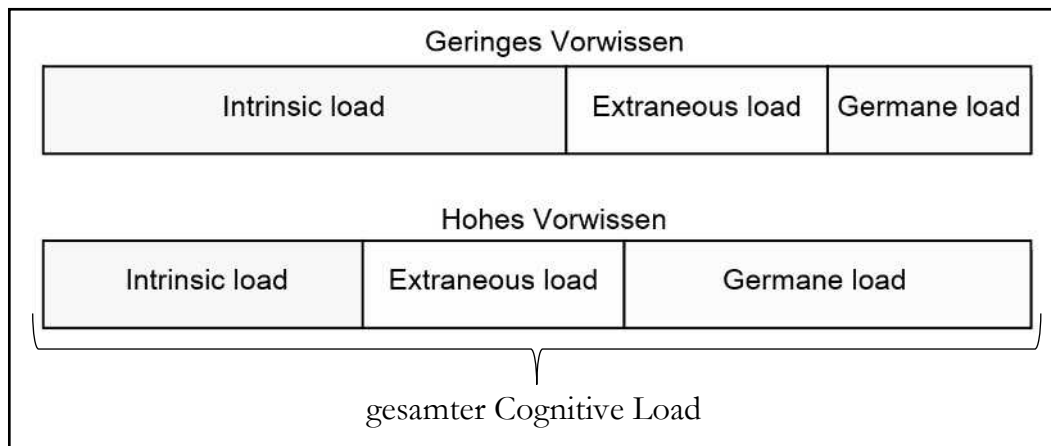 Geringes Vorwissen
Intrinsic load Extraneous load Germane load
Hohes Vorwissen
Intrinsic load Extraneous load Germane load
gesamter Cognitive Load